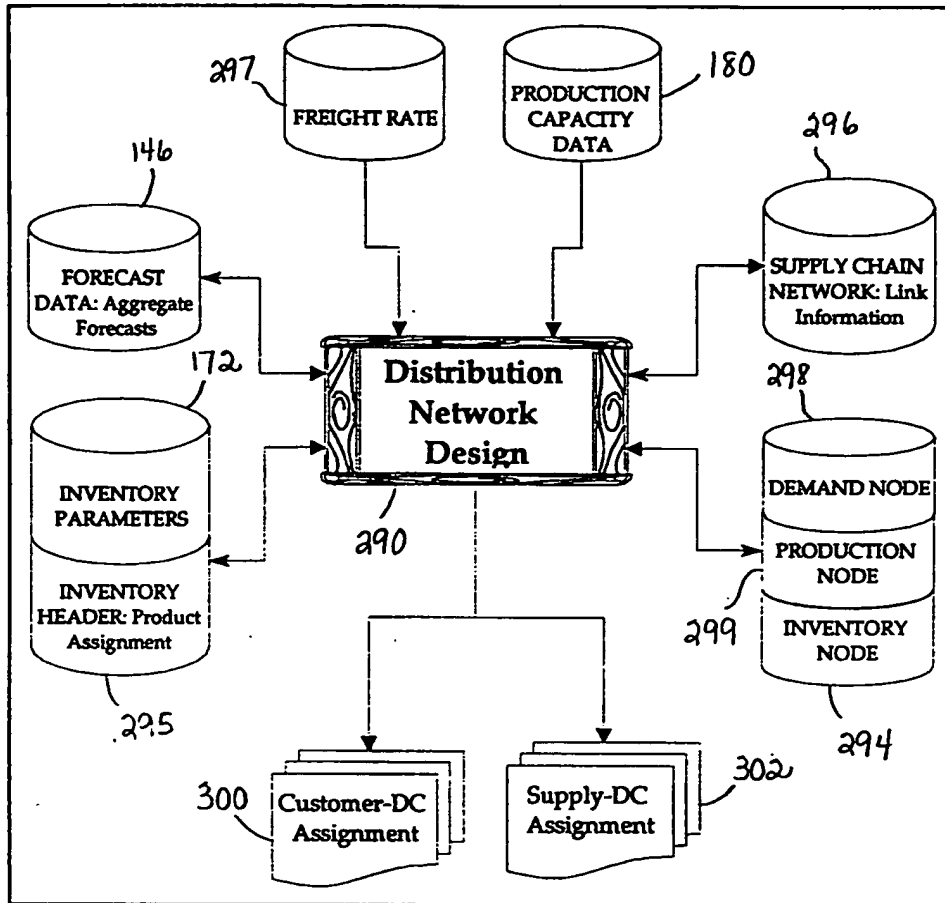 297
FREIGHT RATE
PRODUCTION
CAPACITY
DATA
180
146
FORECAST
DATA: Aggregate
Forecasts
296
SUPPLY CHAIN
NETWORK: Link
Information
172
INVENTORY
PARAMETERS
INVENTORY
HEADER: Product
Assignment
295
Distribution
Network
Design
290
298
DEMAND NODE
PRODUCTION
NODE
299
INVENTORY
NODE
294
300
Customer-DC
Assignment
Supply-DC
Assignment
302